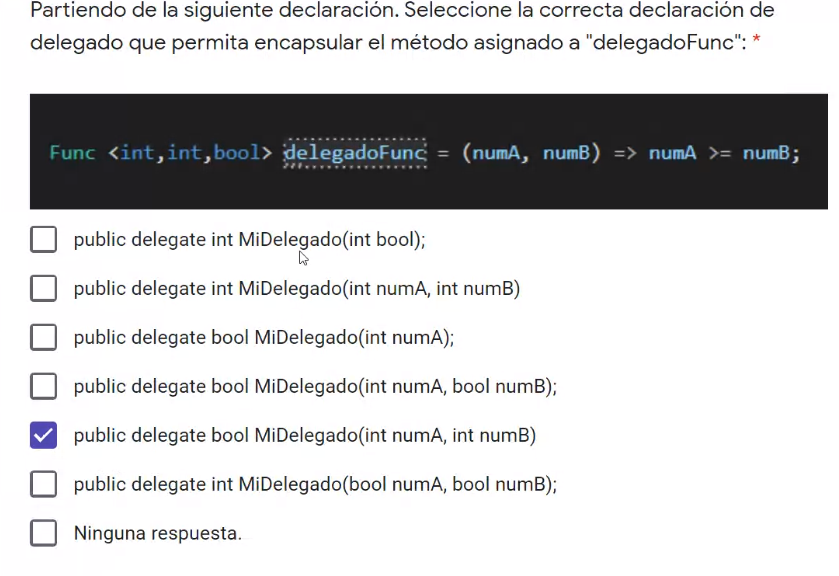 Partiendo de la siguiente declaración. Seleccione la correcta declaración de
delegado que permita encapsular el método asignado a "delegadoFunc": *
Func <int,int,bool> delegadoFunc = (numA, numB) => numA >= numB;
public delegate int MiDelegado(int bool);
public delegate int MiDelegado(int numA, int numB)
public delegate bool MiDelegado(int numA);
public delegate bool MiDelegado(int numA, bool numB);
public delegate bool MiDelegado(int numA, int numB)
public delegate int MiDelegado(bool numA, bool numB);
Ninguna respuesta.